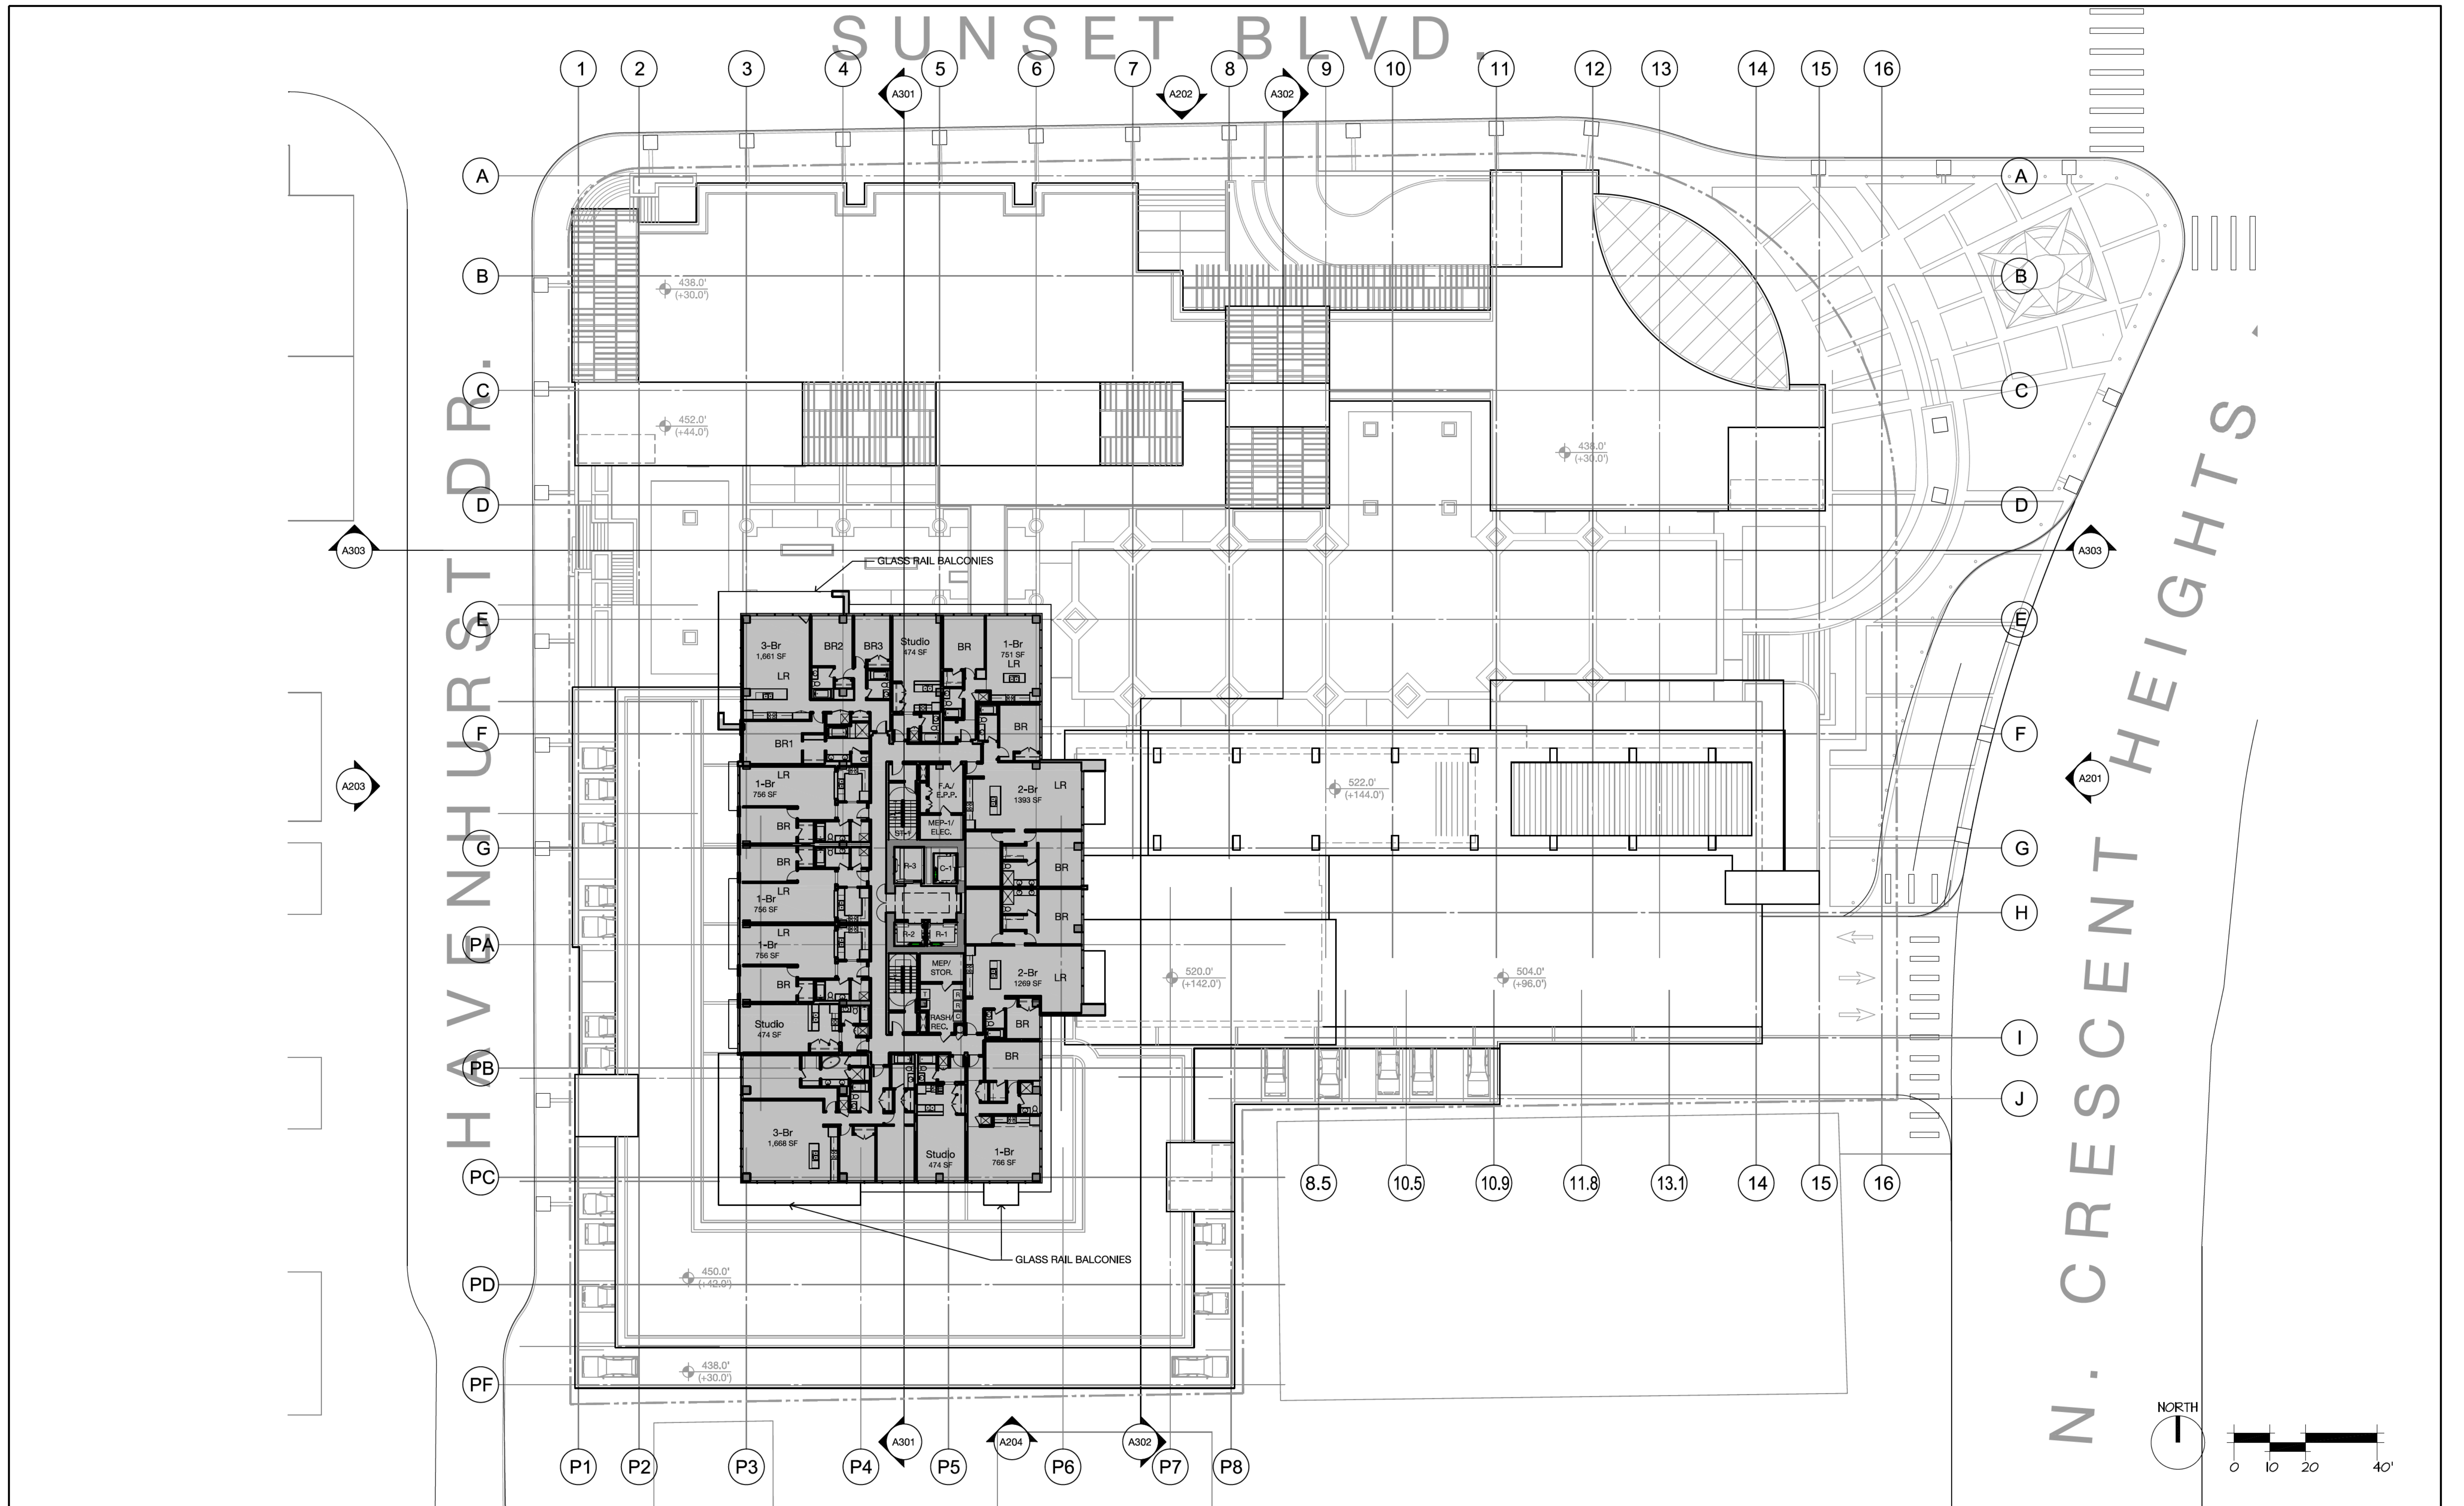 SUNSET BLVD.
1
2
3
4
5
6
7
8
9
10
11
12
13
14
15
16
A301
A202
A302
A
A
B
B
438.0'
(+30.0')
C
C
452.0'
(+44.0')
438.0'
(+30.0')
D
D
A303
A303
GLASS RAIL BALCONIES
HAVENHURST DR.
N. CRESCENT HEIGHTS
E
E
3-Br
1,661 SF
LR
BR2
BR3
Studio
474 SF
BR
1-Br
751 SF
LR
F
F
BR1
BR
A203
A201
LR
1-Br
756 SF
BR
F.A./
E.P.P.
2-Br
1393 SF
LR
522.0'
(+144.0')
ST-1
MEP-1/
ELEC.
G
G
BR
R-3
C-1
BR
LR
1-Br
756 SF
BR
H
R-2
R-1
PA
LR
1-Br
756 SF
BR
MEP/
STOR.
2-Br
1269 SF
LR
520.0'
(+142.0')
504.0'
(+96.0')
T
R
R
C
Studio
474 SF
RASH/
REC.
BR
I
PB
BR
J
3-Br
1,668 SF
Studio
474 SF
1-Br
766 SF
PC
8.5
10.5
10.9
11.8
13.1
14
15
16
GLASS RAIL BALCONIES
450.0'
(+42.0')
PD
438.0'
(+30.0')
PF
A301
A204
A302
P1
P2
P3
P4
P5
P6
P7
P8
NORTH
0 10 20 40'